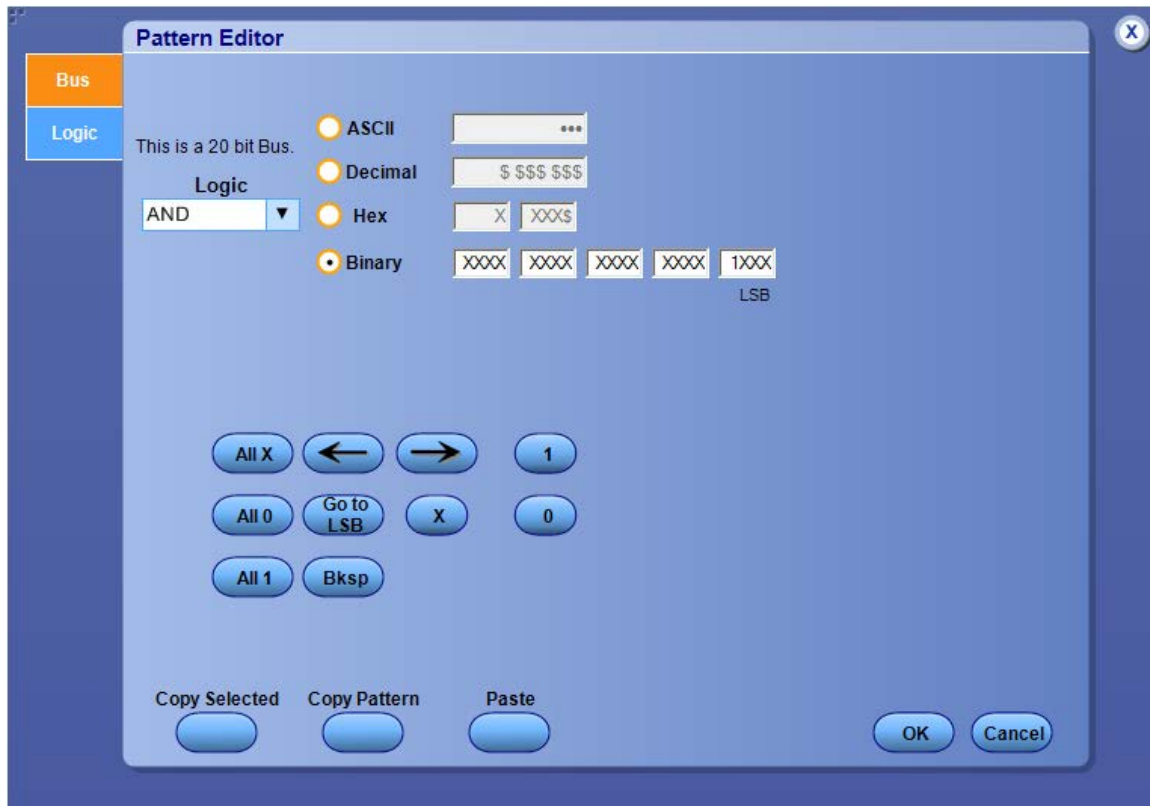 Pattern Editor
X
Bus
Logic
This is a 20 bit Bus.
Logic
AND
ASCII •••
Decimal $ $$$ $$$
Hex X XXX$
Binary XXXX XXXX XXXX XXXX 1XXX
LSB
All X 1
All 0 Go to LSB X 0
All 1 Bksp
Copy Selected Copy Pattern Paste
OK Cancel